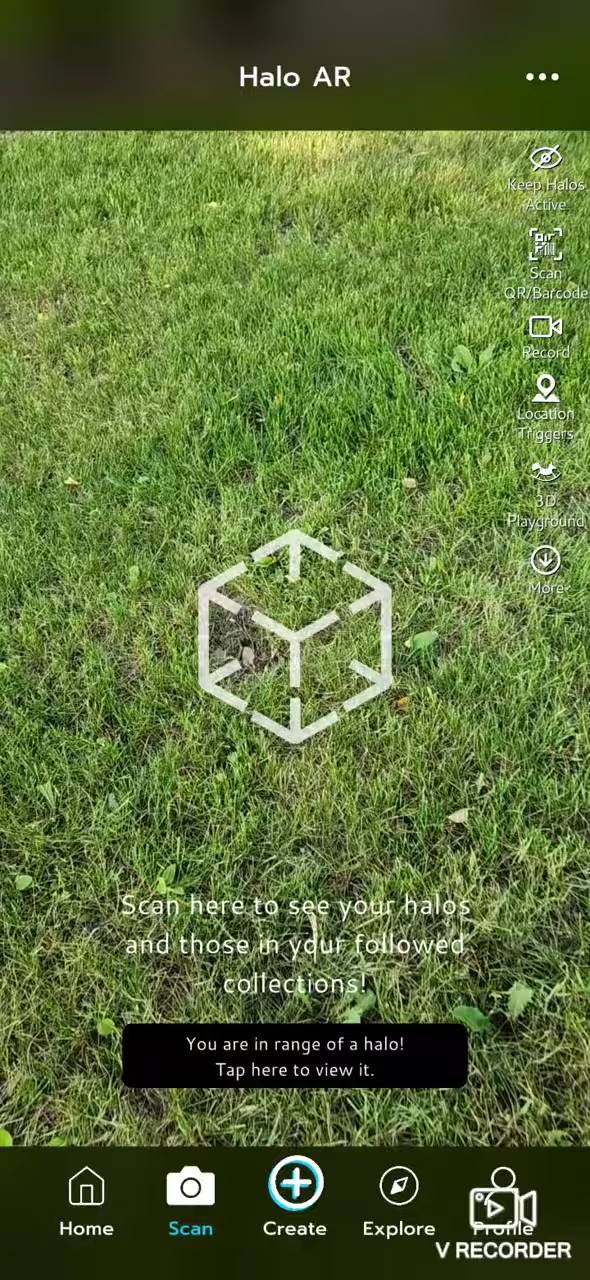 Halo AR
Keep Halos
Active
Scan
QR/Barcode
Record
Location
Triggers
3D
Playground
More
Scan here to see your halos
and those in your followed
collections!
You are in range of a halo!
Tap here to view it.
Home
Scan
Create
Explore
Profile
V RECORDER